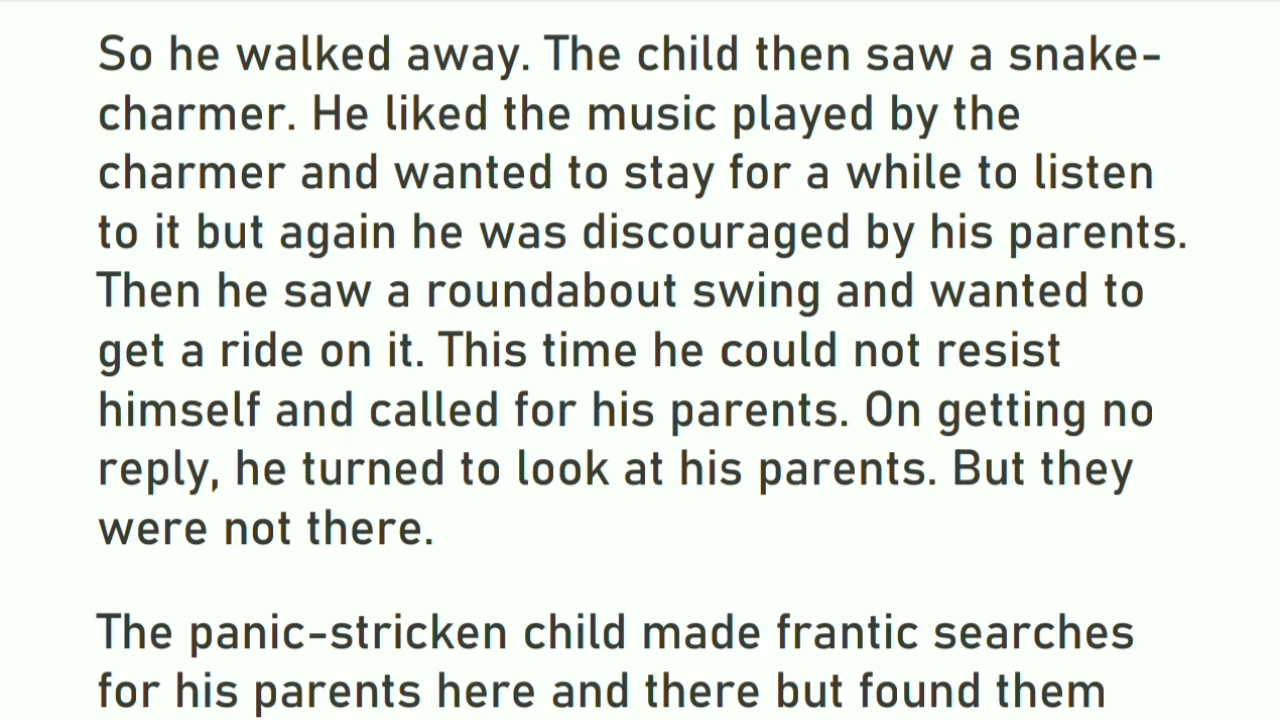 So he walked away. The child then saw a snake-
charmer. He liked the music played by the
charmer and wanted to stay for a while to listen
to it but again he was discouraged by his parents.
Then he saw a roundabout swing and wanted to
get a ride on it. This time he could not resist
himself and called for his parents. On getting no
reply, he turned to look at his parents. But they
were not there.
The panic-stricken child made frantic searches
for his parents here and there but found them